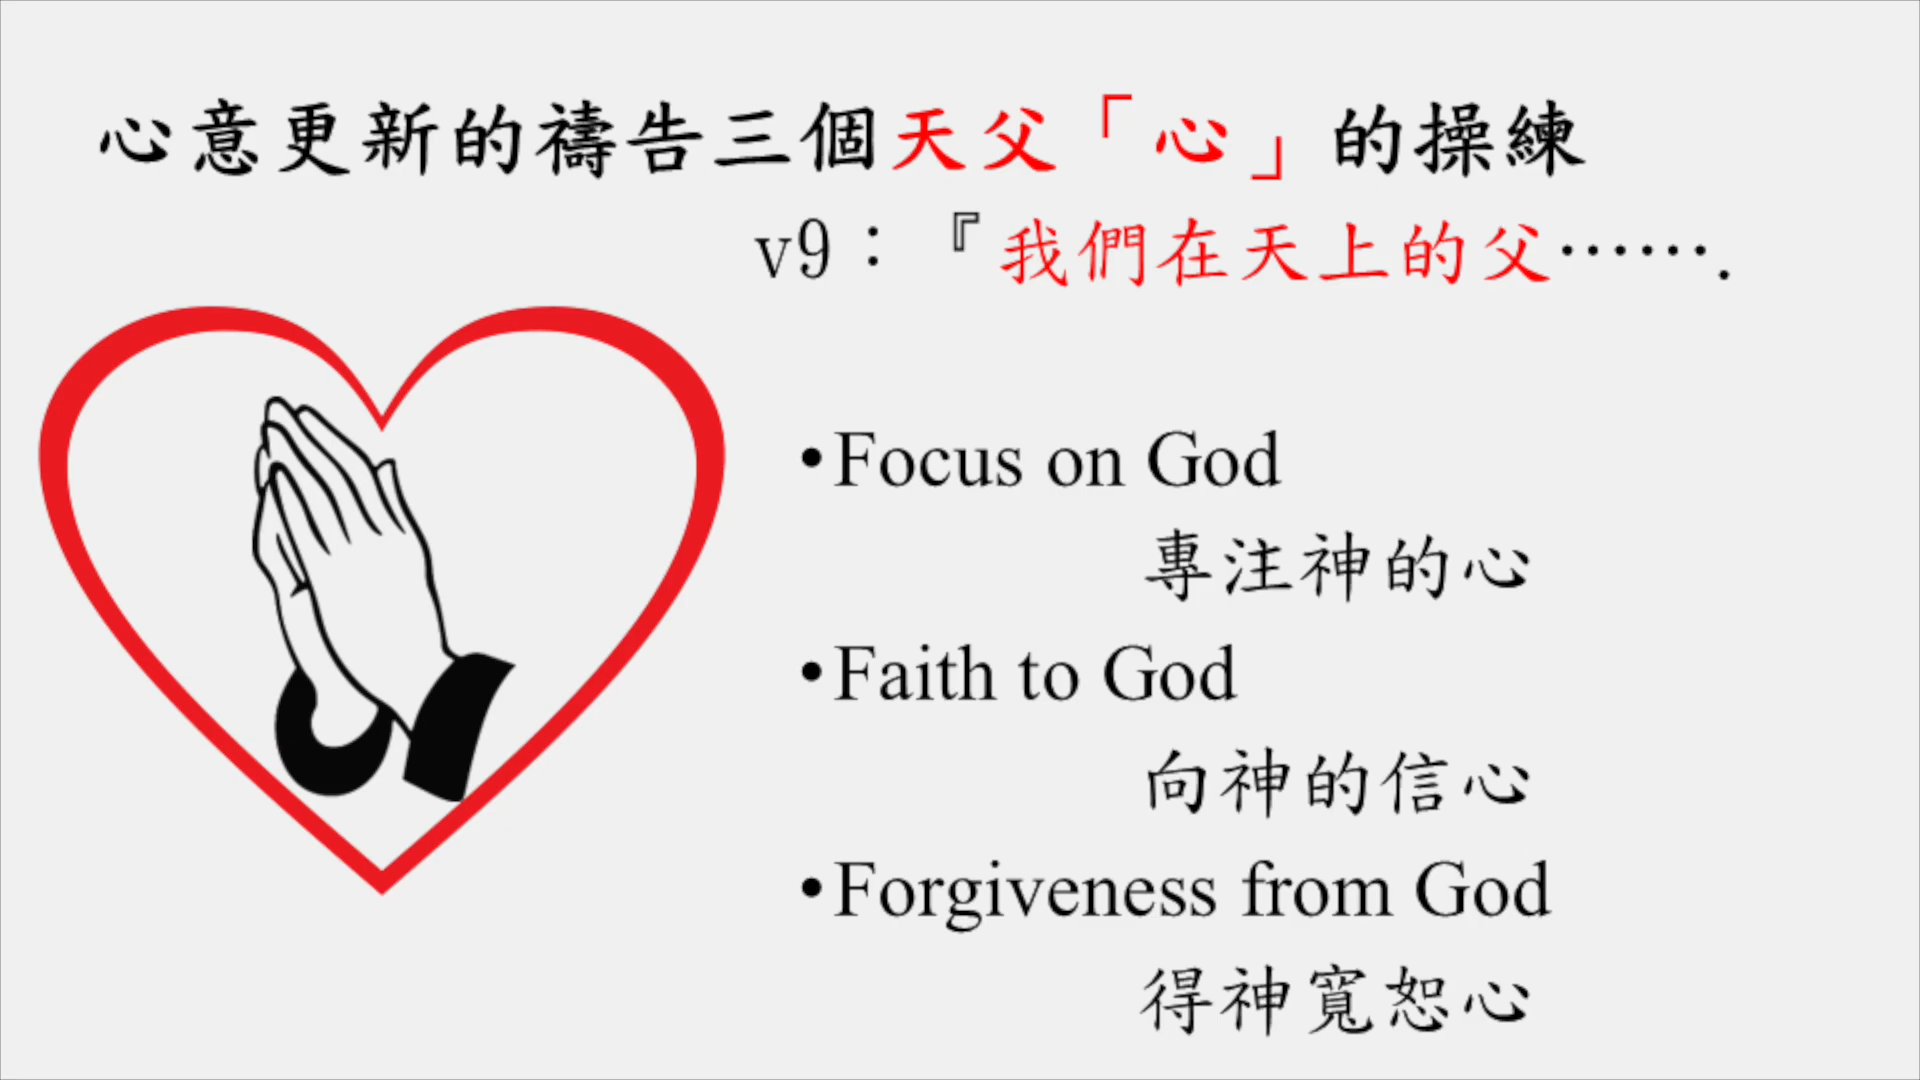 心意更新的禱告三個天父「心」的操練
v9：『我們在天上的父…….
•Focus on God
專注神的心
•Faith to God
向神的信心
•Forgiveness from God
得神寬恕心